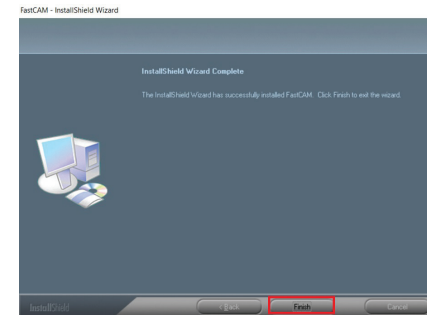 FastCAM - InstallShield Wizard
InstallShield Wizard Complete
The InstallShield Wizard has successfully installed FastCAM. Click Finish to exit the wizard.
InstallShield
< Back
Finish
Cancel